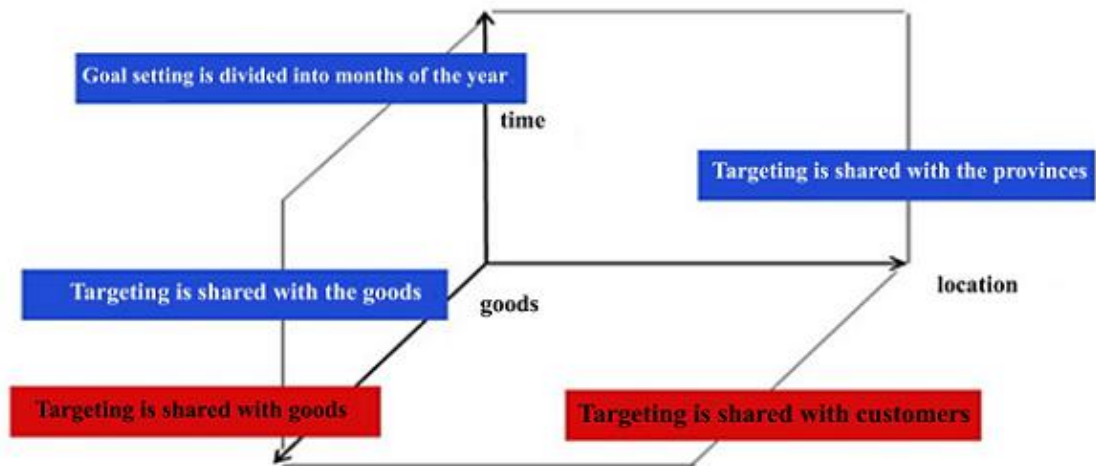 Goal setting is divided into months of the year
time
Targeting is shared with the provinces
Targeting is shared with the goods
goods
location
Targeting is shared with goods
Targeting is shared with customers